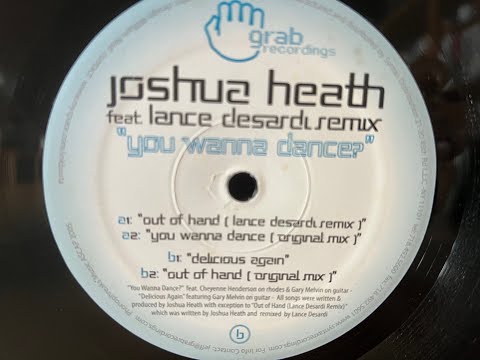 grab
recordings
joshua heath
feat. lance desardi remix
"you wanna dance?"
a1: "out of hand ( lance desardi remix )"
a2: "you wanna dance ( original mix )"
b1: "delicious again"
b2: "out of hand ( original mix )"
"You Wanna Dance?" feat. Cheyenne Henderson on rhodes & Gary Melvin on guitar -
"Delicious Again" featuring Gary Melvin on guitar - All songs were written &
produced by Joshua Heath with exception to "Out of Hand (Lance Desardi Remix)"
which was written by Joshua Heath and remixed by Lance Desardi
b